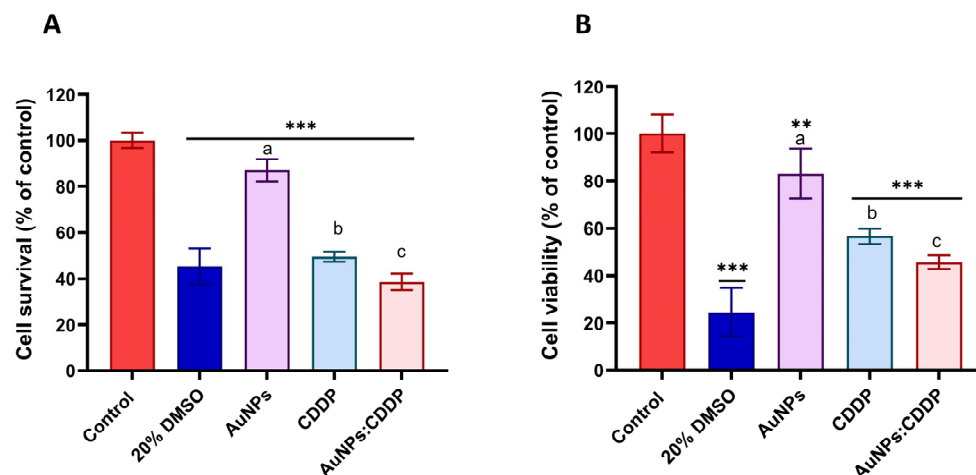 A
Cell survival (% of control)
120
100
80
60
40
20
0
***
a
b
c
Control
20% DMSO
AuNPs
CDDP
AuNPs:CDDP
B
Cell viability (% of control)
120
100
80
60
40
20
0
***
**
a
***
b
c
Control
20% DMSO
AuNPs
CDDP
AuNPs:CDDP